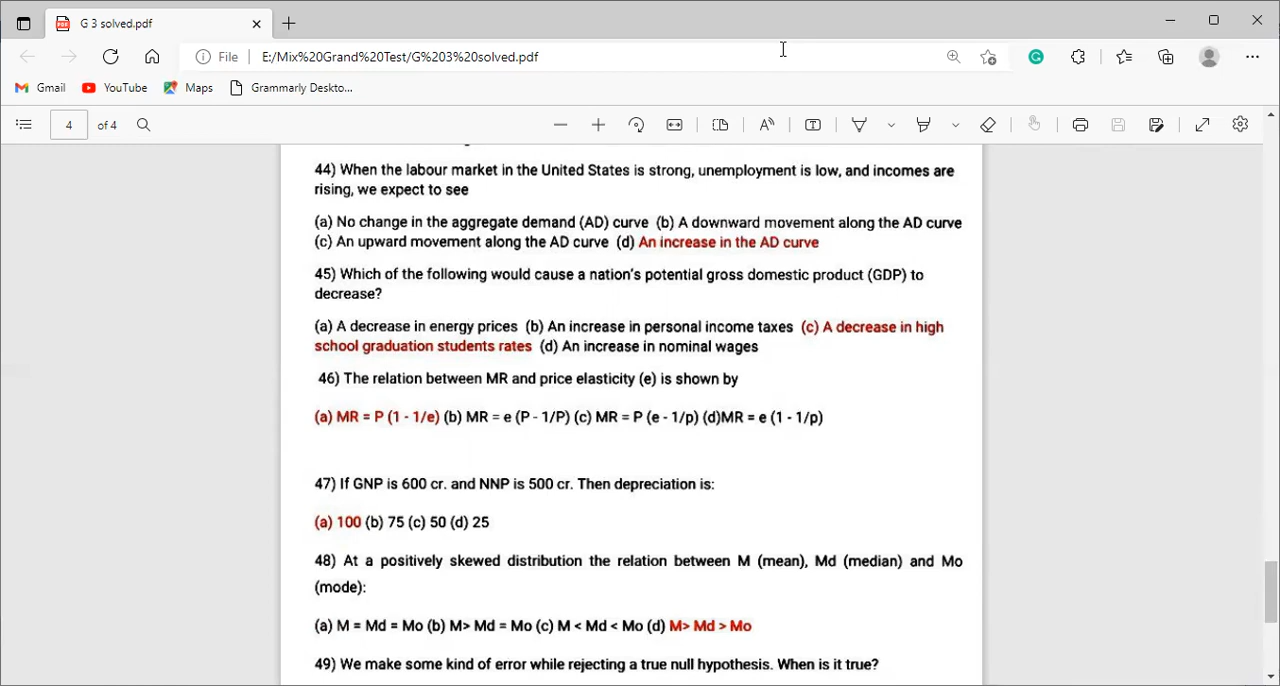 G 3 solved.pdf
File E:/Mix%20Grand%20Test/G%203%20solved.pdf
Gmail YouTube Maps Grammarly Deskto...
4 of 4
44) When the labour market in the United States is strong, unemployment is low, and incomes are
rising, we expect to see
(a) No change in the aggregate demand (AD) curve (b) A downward movement along the AD curve
(c) An upward movement along the AD curve (d) An increase in the AD curve
45) Which of the following would cause a nation's potential gross domestic product (GDP) to
decrease?
(a) A decrease in energy prices (b) An increase in personal income taxes (c) A decrease in high
school graduation students rates (d) An increase in nominal wages
46) The relation between MR and price elasticity (e) is shown by
(a) MR = P (1 - 1/e) (b) MR = e (P - 1/P) (c) MR = P (e - 1/p) (d)MR = e (1 - 1/p)
47) If GNP is 600 cr. and NNP is 500 cr. Then depreciation is:
(a) 100 (b) 75 (c) 50 (d) 25
48) At a positively skewed distribution the relation between M (mean), Md (median) and Mo
(mode):
(a) M = Md = Mo (b) M> Md = Mo (c) M < Md < Mo (d) M> Md > Mo
49) We make some kind of error while rejecting a true null hypothesis. When is it true?